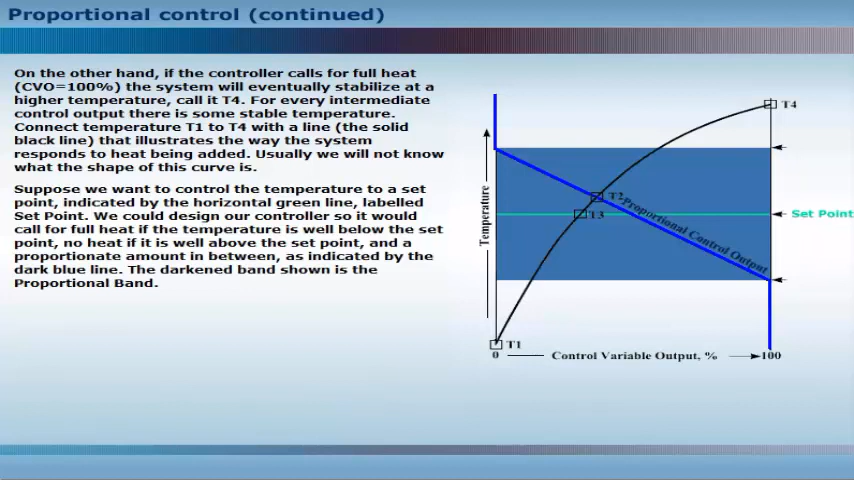 Proportional control (continued)
On the other hand, if the controller calls for full heat
(CVO=100%) the system will eventually stabilize at a
higher temperature, call it T4. For every intermediate
control output there is some stable temperature.
Connect temperature T1 to T4 with a line (the solid
black line) that illustrates the way the system
responds to heat being added. Usually we will not know
what the shape of this curve is.
Suppose we want to control the temperature to a set
point, indicated by the horizontal green line, labelled
Set Point. We could design our controller so it would
call for full heat if the temperature is well below the set
point, no heat if it is well above the set point, and a
proportionate amount in between, as indicated by the
dark blue line. The darkened band shown is the
Proportional Band.
T4
T2
Proportional Control Output
T3
Set Point
Temperature
T1
0
Control Variable Output, %
100